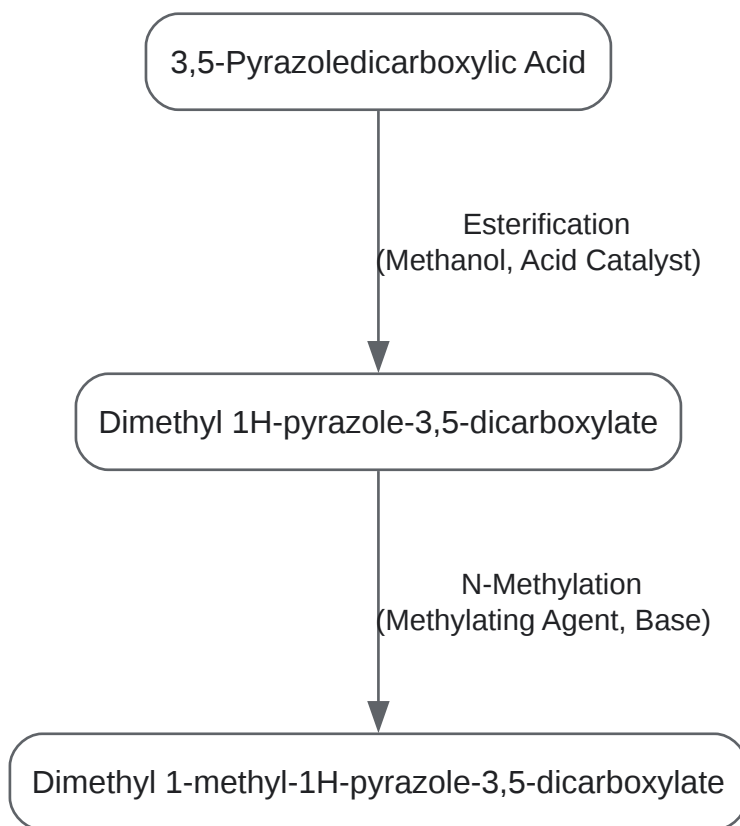 3,5-Pyrazoledicarboxylic Acid
Esterification
(Methanol, Acid Catalyst)
Dimethyl 1H-pyrazole-3,5-dicarboxylate
N-Methylation
(Methylating Agent, Base)
Dimethyl 1-methyl-1H-pyrazole-3,5-dicarboxylate